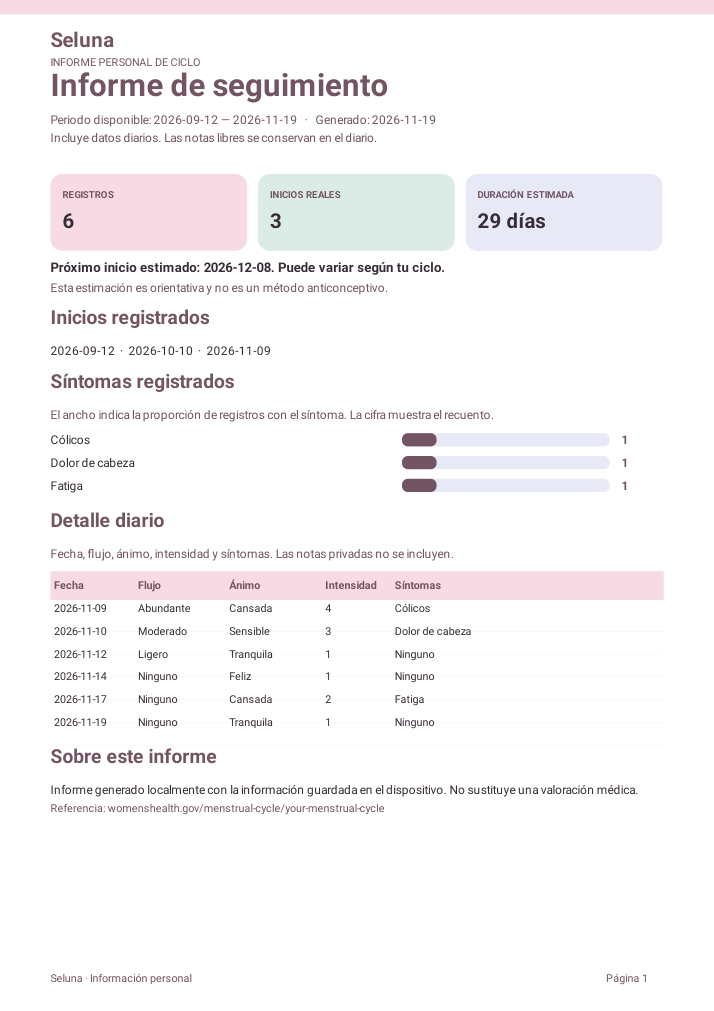 Seluna
INFORME PERSONAL DE CICLO
Informe de seguimiento
Periodo disponible: 2026-09-12 — 2026-11-19 · Generado: 2026-11-19
Incluye datos diarios. Las notas libres se conservan en el diario.
REGISTROS INICIOS REALES DURACIÓN ESTIMADA
6 3 29 días
Próximo inicio estimado: 2026-12-08. Puede variar según tu ciclo.
Esta estimación es orientativa y no es un método anticonceptivo.
Inicios registrados
2026-09-12 · 2026-10-10 · 2026-11-09
Síntomas registrados
El ancho indica la proporción de registros con el síntoma. La cifra muestra el recuento.
Cólicos 1
Dolor de cabeza 1
Fatiga 1
Detalle diario
Fecha, flujo, ánimo, intensidad y síntomas. Las notas privadas no se incluyen.
Fecha Flujo Ánimo Intensidad Síntomas
2026-11-09 Abundante Cansada 4 Cólicos
2026-11-10 Moderado Sensible 3 Dolor de cabeza
2026-11-12 Ligero Tranquila 1 Ninguno
2026-11-14 Ninguno Feliz 1 Ninguno
2026-11-17 Ninguno Cansada 2 Fatiga
2026-11-19 Ninguno Tranquila 1 Ninguno
Sobre este informe
Informe generado localmente con la información guardada en el dispositivo. No sustituye una valoración médica.
Referencia: womenshealth.gov/menstrual-cycle/your-menstrual-cycle
Seluna · Información personal Página 1